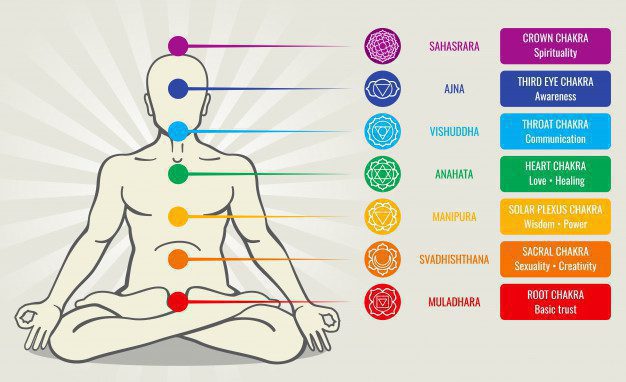 SAHASRARA
CROWN CHAKRA
Spirituality
AJNA
THIRD EYE CHAKRA
Awareness
VISHUDDHA
THROAT CHAKRA
Communication
ANAHATA
HEART CHAKRA
Love • Healing
MANIPURA
SOLAR PLEXUS CHAKRA
Wisdom • Power
SVADHISHTHANA
SACRAL CHAKRA
Sexuality • Creativity
MULADHARA
ROOT CHAKRA
Basic trust